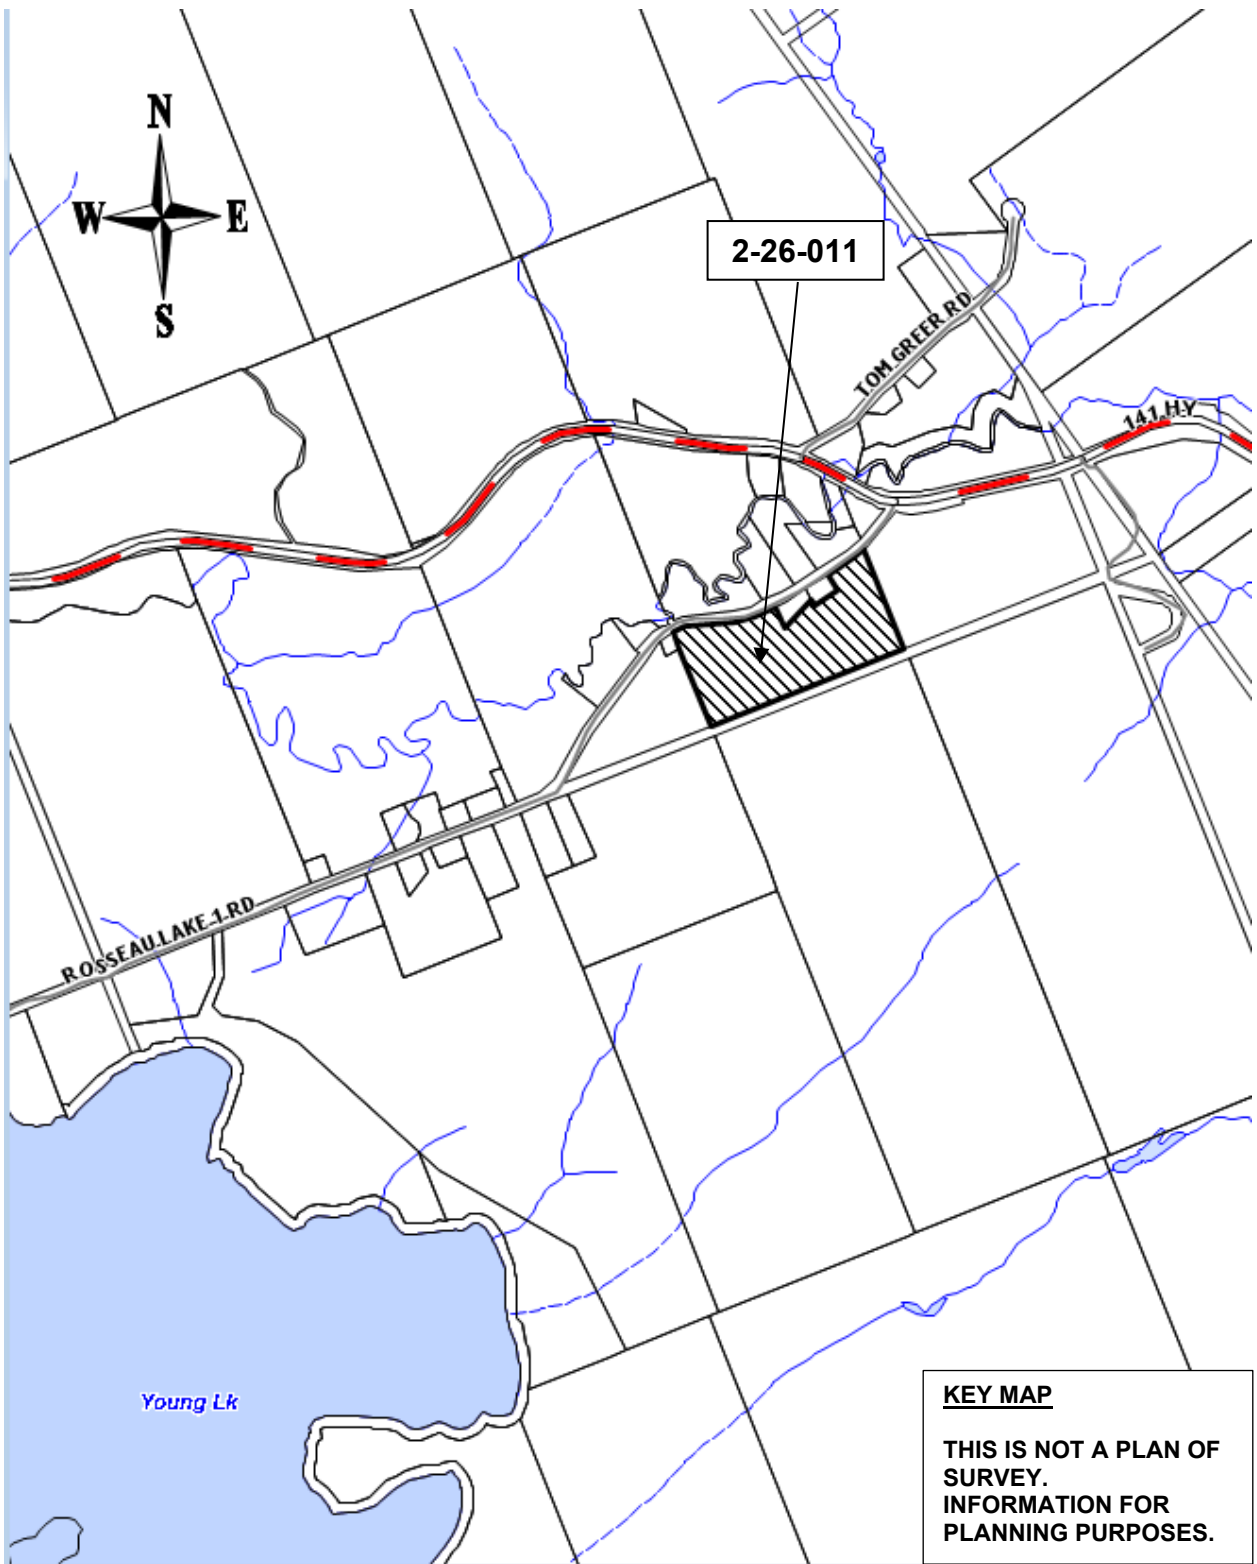 N
W E
S
2-26-011
TOM GREER RD
141 HY
ROSSEAU LAKE 1 RD
Young Lk
KEY MAP
THIS IS NOT A PLAN OF
SURVEY.
INFORMATION FOR
PLANNING PURPOSES.